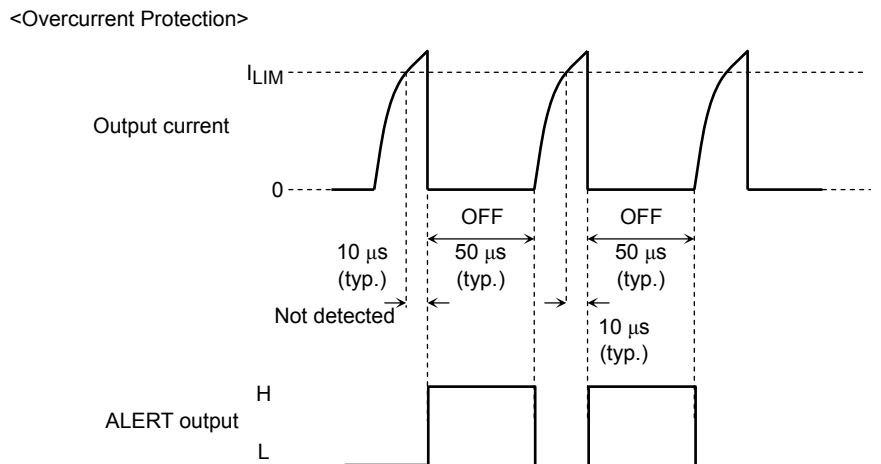 <Overcurrent Protection>
I_LIM
Output current
0
OFF
OFF
10 μs
(typ.)
50 μs
(typ.)
50 μs
(typ.)
Not detected
10 μs
(typ.)
H
ALERT output
L